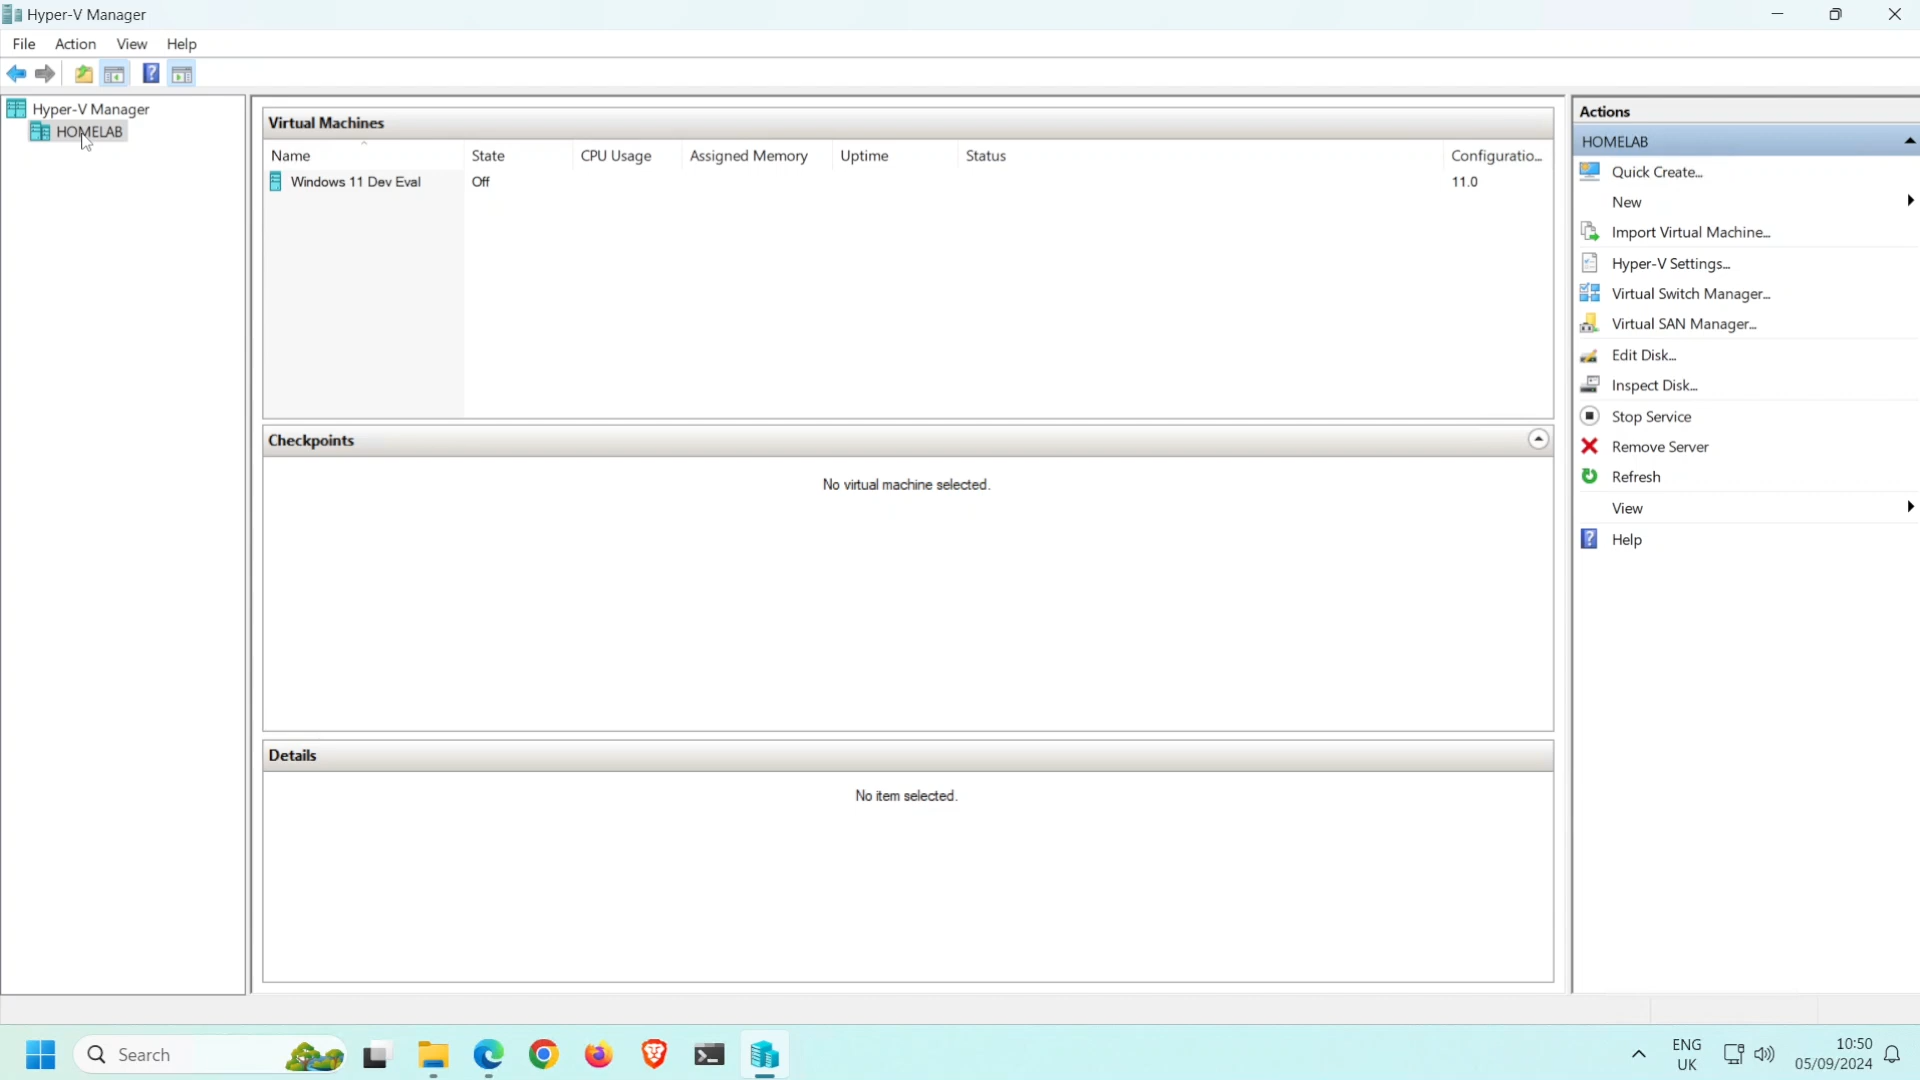 Hyper-V Manager
File Action View Help
Hyper-V Manager
HOMELAB
Virtual Machines
Name State CPU Usage Assigned Memory Uptime Status Configuratio...
Windows 11 Dev Eval Off 11.0
Checkpoints
No virtual machine selected.
Details
No item selected.
Actions
HOMELAB
Quick Create...
New
Import Virtual Machine...
Hyper-V Settings...
Virtual Switch Manager...
Virtual SAN Manager...
Edit Disk...
Inspect Disk...
Stop Service
Remove Server
Refresh
View
Help
Search
ENG
UK
10:50
05/09/2024